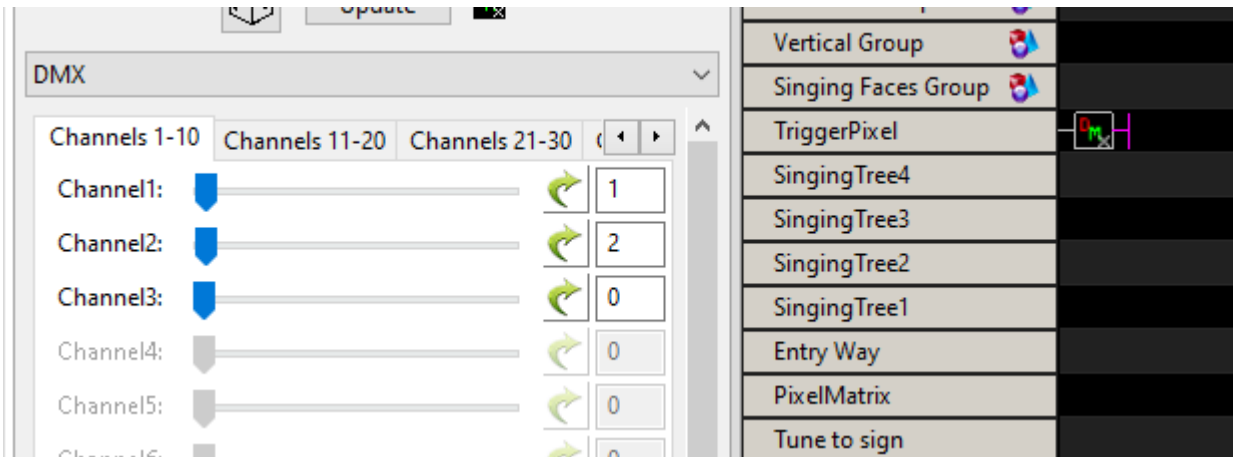 Update
DMX
Channels 1-10
Channels 11-20
Channels 21-30
Channel1:
1
Channel2:
2
Channel3:
0
Channel4:
0
Channel5:
0
Vertical Group
Singing Faces Group
TriggerPixel
SingingTree4
SingingTree3
SingingTree2
SingingTree1
Entry Way
PixelMatrix
Tune to sign